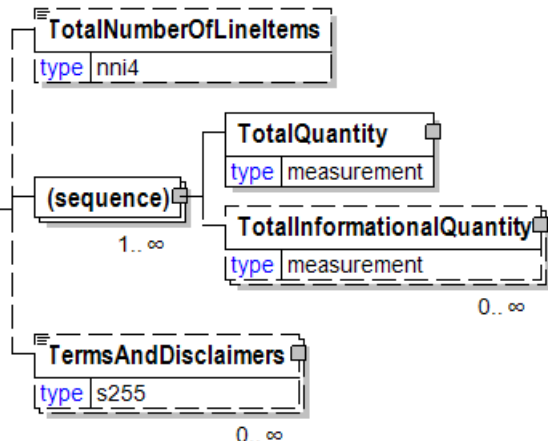 TotalNumberOfLineItems
type nni4
TotalQuantity
type measurement
(sequence)
1.. ∞
TotalInformationalQuantity
type measurement
0.. ∞
TermsAndDisclaimers
type s255
0.. ∞